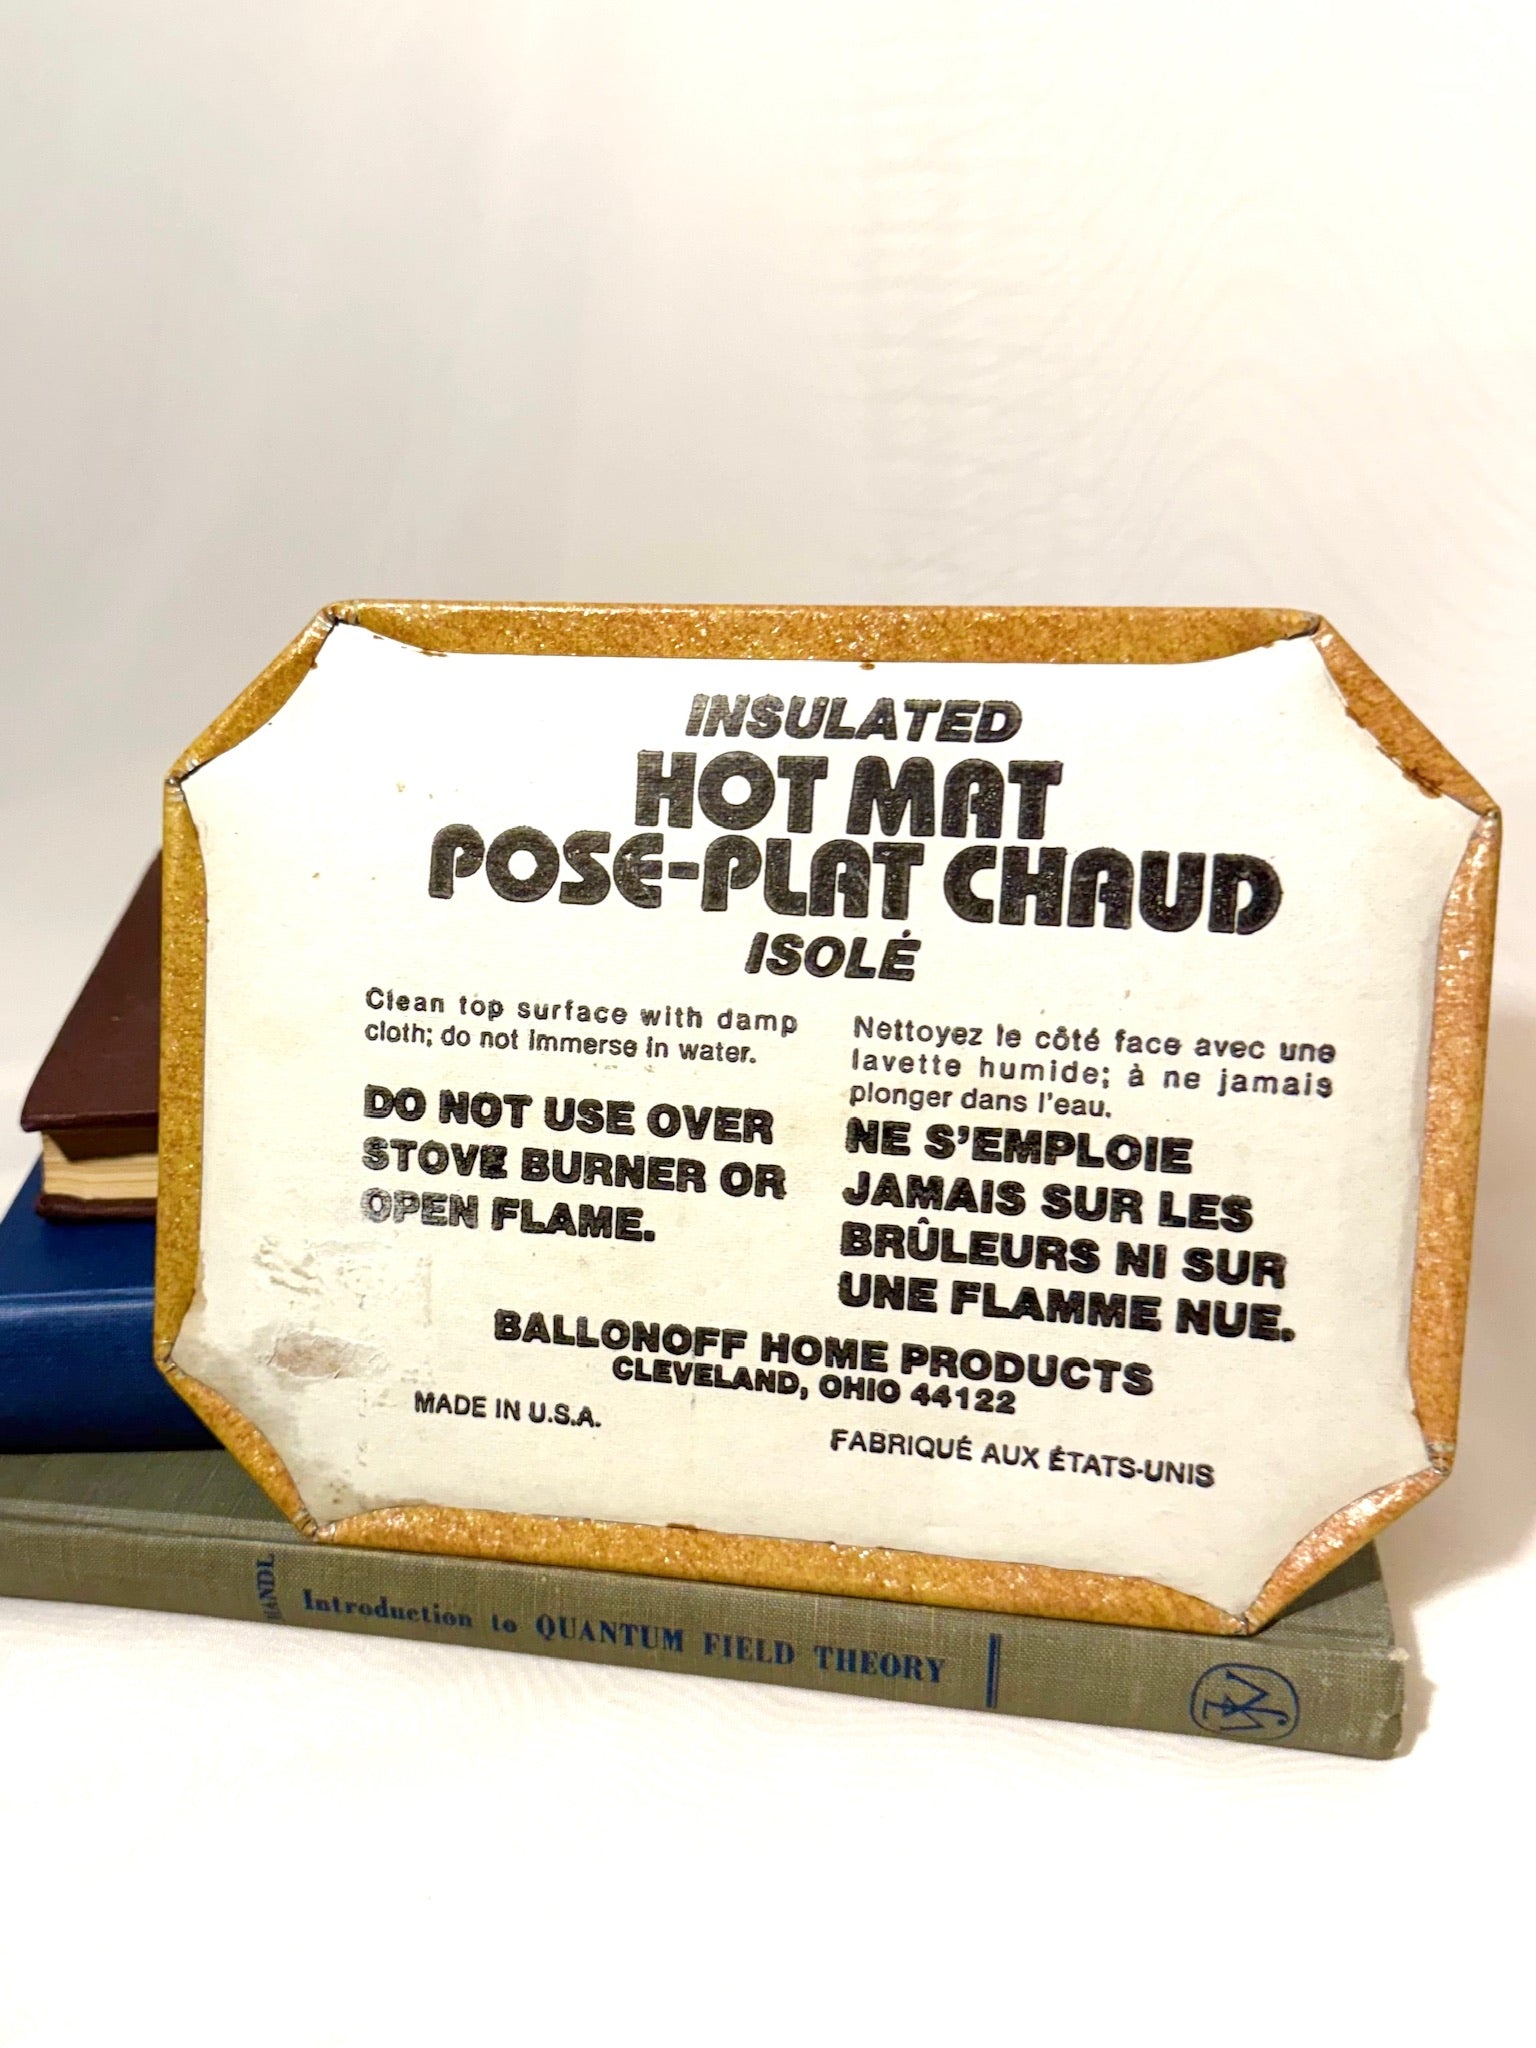 INSULATED
HOT MAT
POSE-PLAT CHAUD
ISOLÉ
Clean top surface with damp
cloth; do not immerse in water.
DO NOT USE OVER
STOVE BURNER OR
OPEN FLAME.
Nettoyez le côté face avec une
lavette humide; à ne jamais
plonger dans l'eau.
NE S'EMPLOIE
JAMAIS SUR LES
BRÛLEURS NI SUR
UNE FLAMME NUE.
BALLONOFF HOME PRODUCTS
CLEVELAND, OHIO 44122
MADE IN U.S.A.
FABRIQUÉ AUX ÉTATS-UNIS
MANDL
Introduction to QUANTUM FIELD THEORY